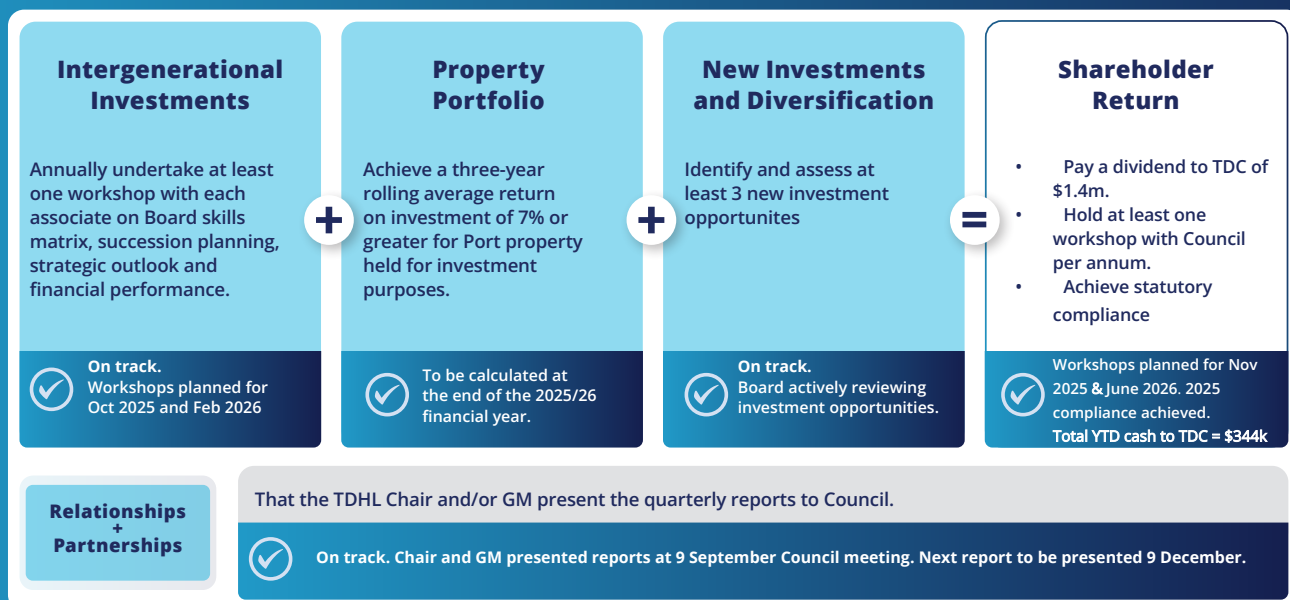 Intergenerational
Investments
Annually undertake at least
one workshop with each
associate on Board skills
matrix, succession planning,
strategic outlook and
financial performance.
On track.
Workshops planned for
Oct 2025 and Feb 2026
+
Property
Portfolio
Achieve a three-year
rolling average return
on investment of 7% or
greater for Port property
held for investment
purposes.
To be calculated at
the end of the 2025/26
financial year.
+
New Investments
and Diversification
Identify and assess at
least 3 new investment
opportunites
On track.
Board actively reviewing
investment opportunities.
=
Shareholder
Return
• Pay a dividend to TDC of
$1.4m.
• Hold at least one
workshop with Council
per annum.
• Achieve statutory
compliance
Workshops planned for Nov
2025 & June 2026. 2025
compliance achieved.
Total YTD cash to TDC = $344k
Relationships
+
Partnerships
That the TDHL Chair and/or GM present the quarterly reports to Council.
On track. Chair and GM presented reports at 9 September Council meeting. Next report to be presented 9 December.